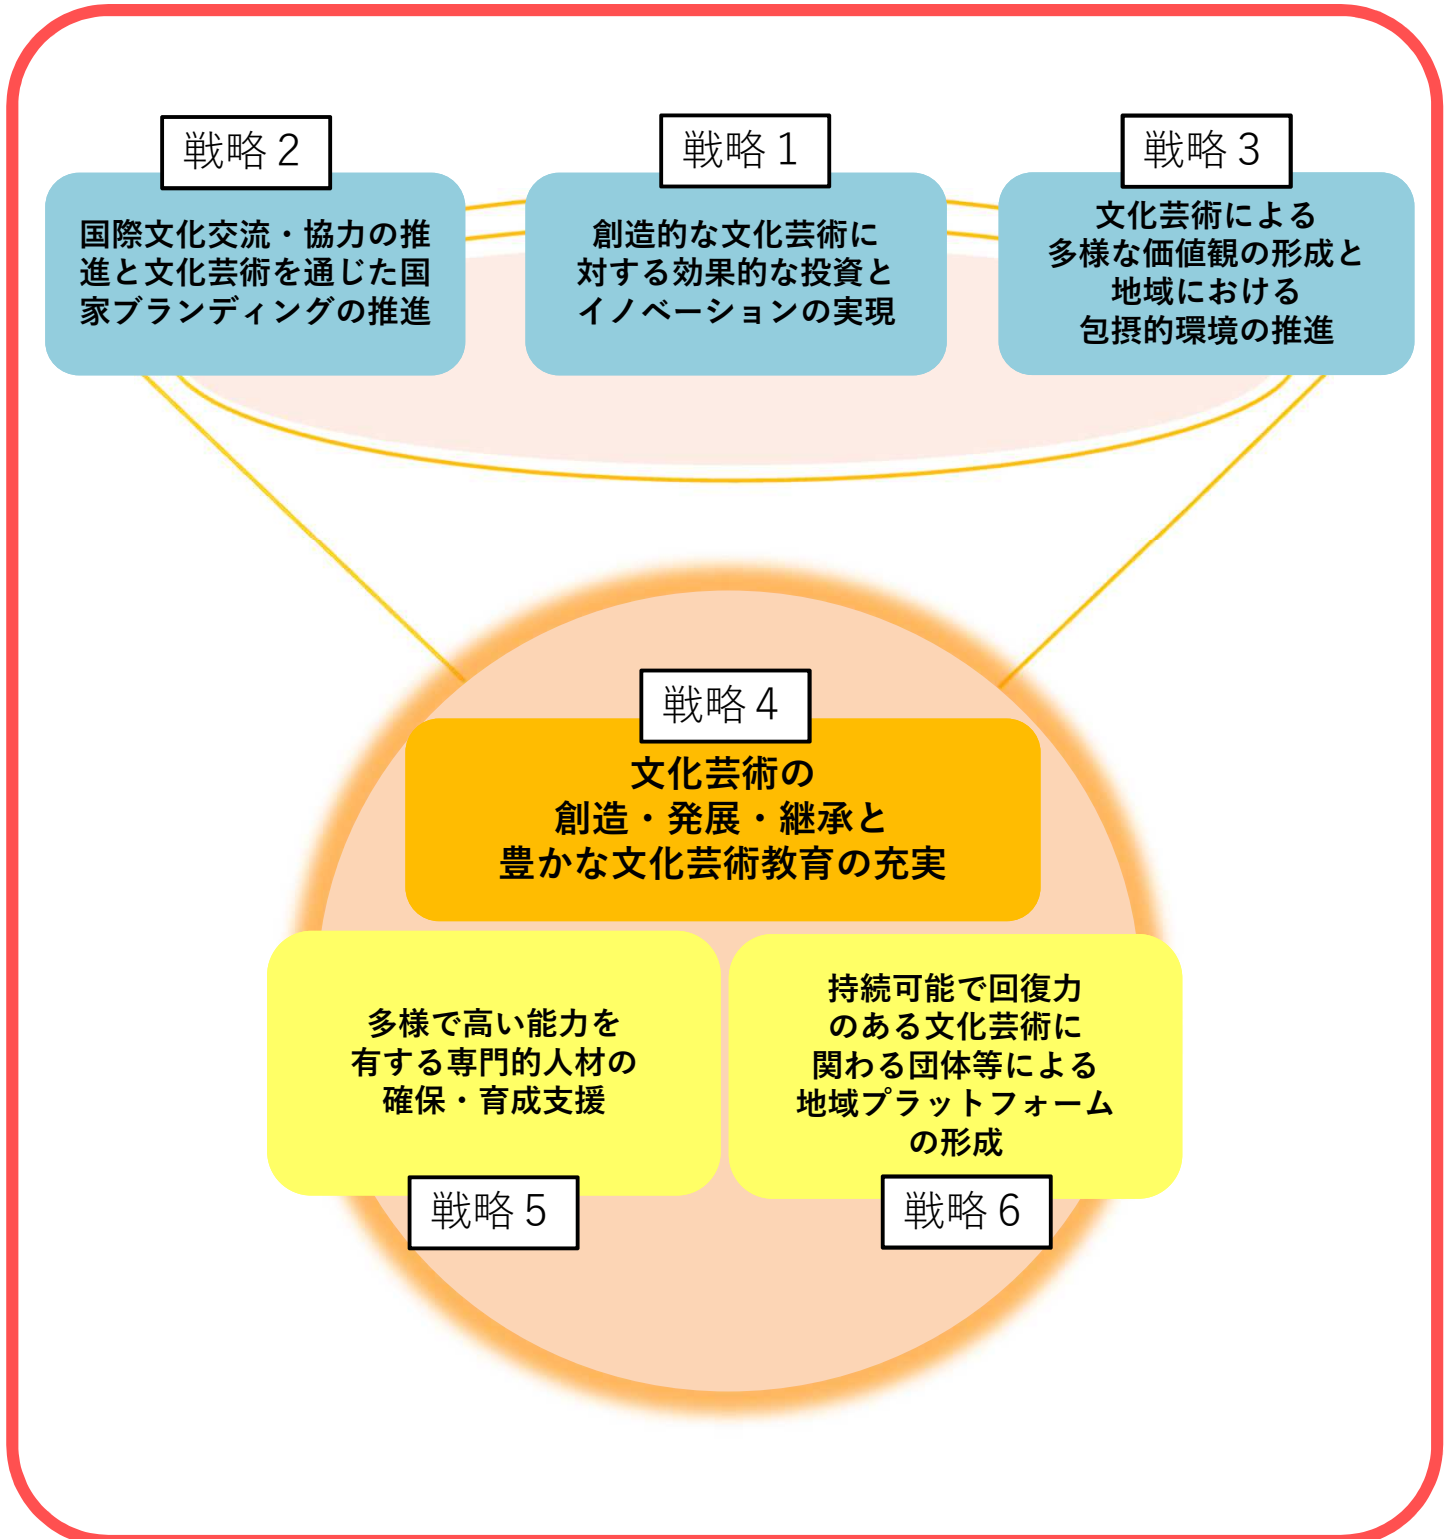 戦略２
国際文化交流・協力の推
進と文化芸術を通じた国
家ブランディングの推進
戦略１
創造的な文化芸術に
対する効果的な投資と
イノベーションの実現
戦略３
文化芸術による
多様な価値観の形成と
地域における
包摂的環境の推進
戦略４
文化芸術の
創造・発展・継承と
豊かな文化芸術教育の充実
多様で高い能力を
有する専門的人材の
確保・育成支援
戦略５
持続可能で回復力
のある文化芸術に
関わる団体等による
地域プラットフォーム
の形成
戦略６